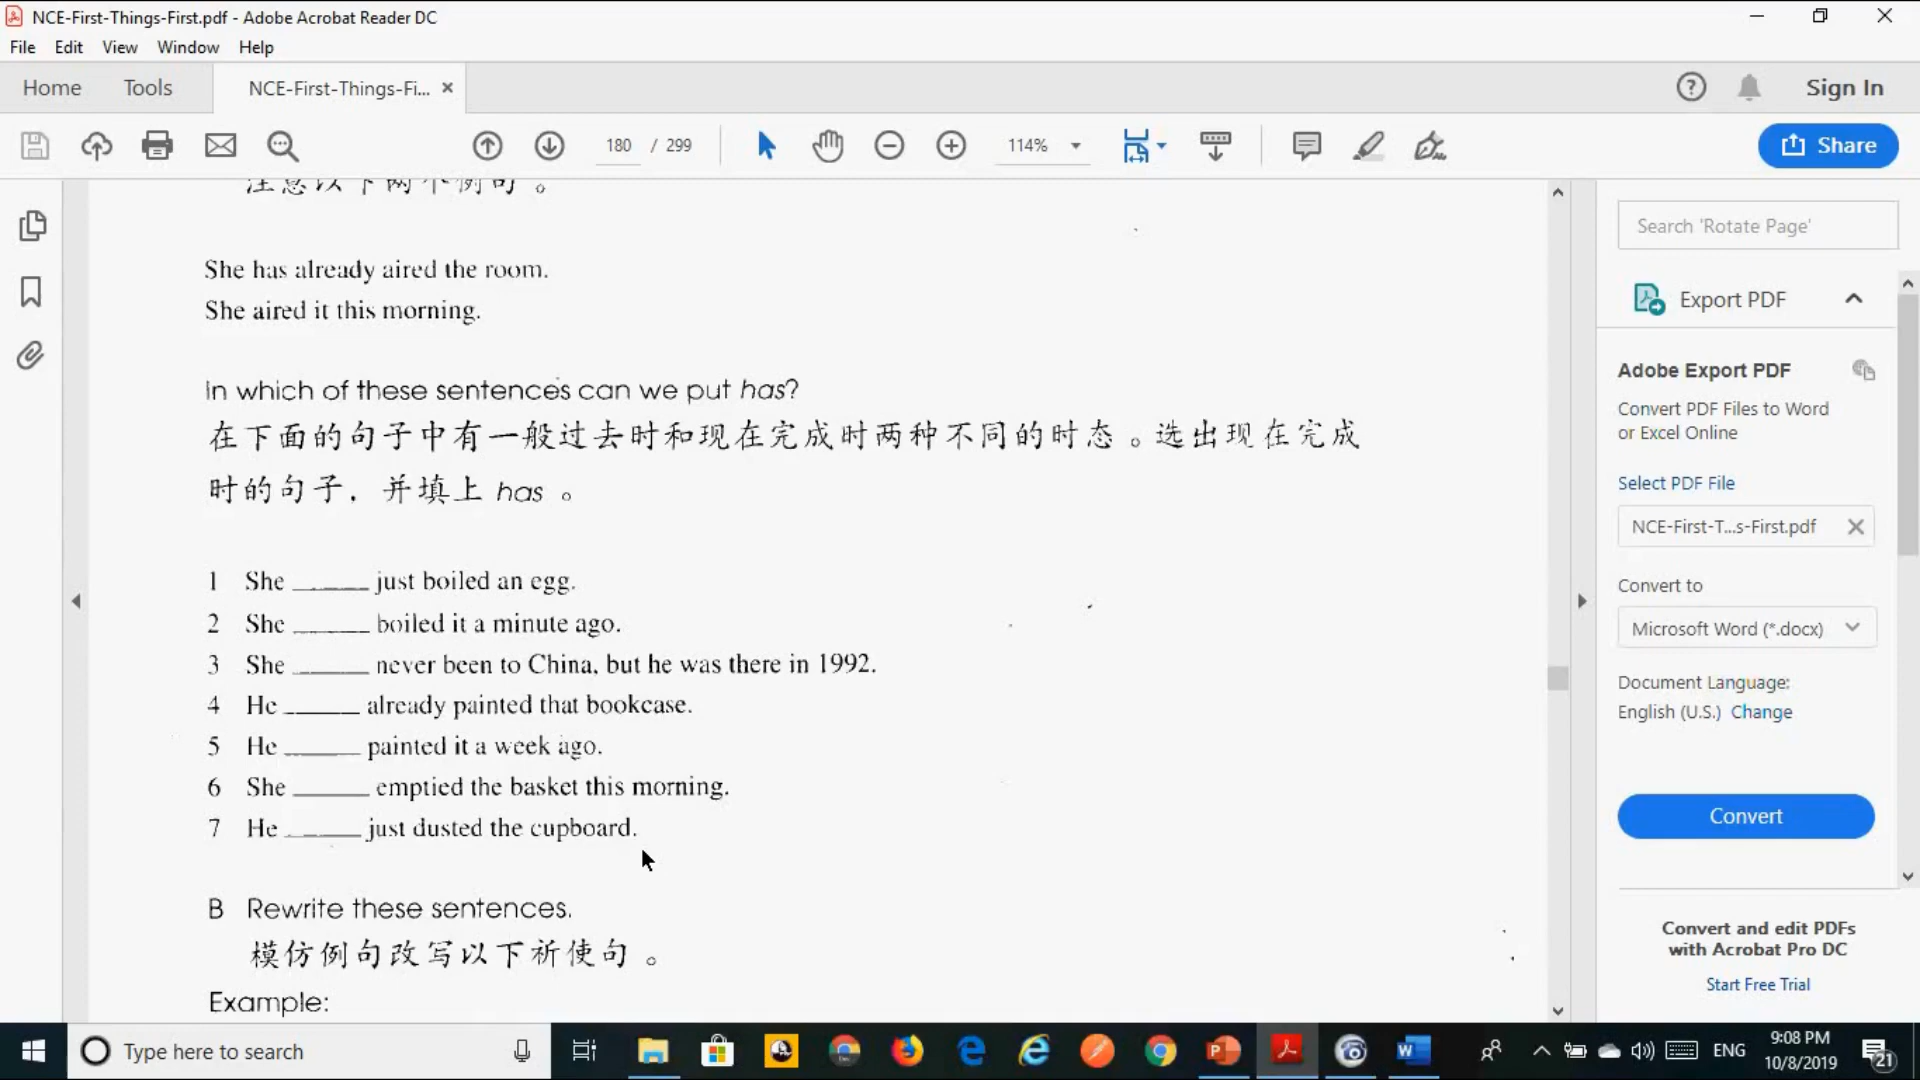 NCE-First-Things-First.pdf - Adobe Acrobat Reader DC
File Edit View Window Help
Home Tools NCE-First-Things-Fi... × Sign In
180 / 299 114% Share
注意以下两个例句。
She has already aired the room.
She aired it this morning.
In which of these sentences can we put has?
在下面的句子中有一般过去时和现在完成时两种不同的时态。选出现在完成
时的句子，并填上 has 。
1 She ______ just boiled an egg.
2 She ______ boiled it a minute ago.
3 She ______ never been to China, but he was there in 1992.
4 He ______ already painted that bookcase.
5 He ______ painted it a week ago.
6 She ______ emptied the basket this morning.
7 He ______ just dusted the cupboard.
B Rewrite these sentences.
模仿例句改写以下祈使句。
Example:
Search 'Rotate Page'
Export PDF
Adobe Export PDF
Convert PDF Files to Word
or Excel Online
Select PDF File
NCE-First-T...s-First.pdf
Convert to
Microsoft Word (*.docx)
Document Language:
English (U.S.) Change
Convert
Convert and edit PDFs
with Acrobat Pro DC
Start Free Trial
Type here to search
ENG
9:08 PM
10/8/2019
21